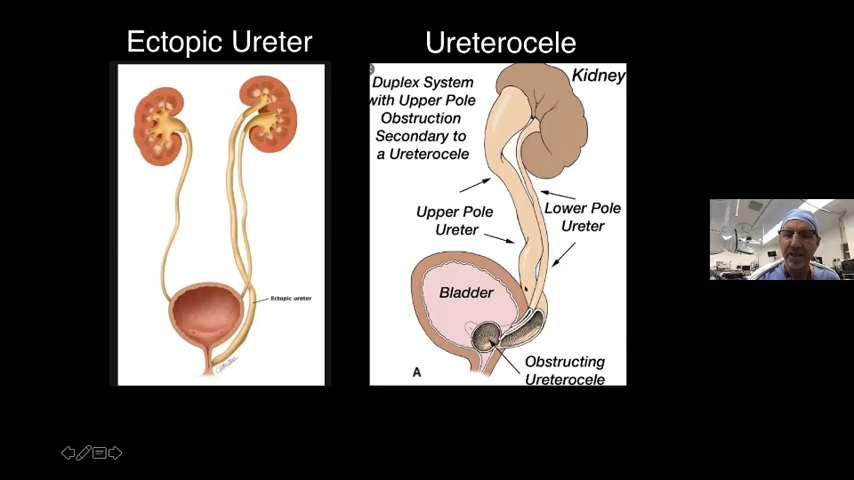 Ectopic Ureter
Ureterocele
Ectopic ureter
Duplex System
with Upper Pole
Obstruction
Secondary to
a Ureterocele
Kidney
Upper Pole
Ureter
Lower Pole
Ureter
Bladder
Obstructing
Ureterocele
A